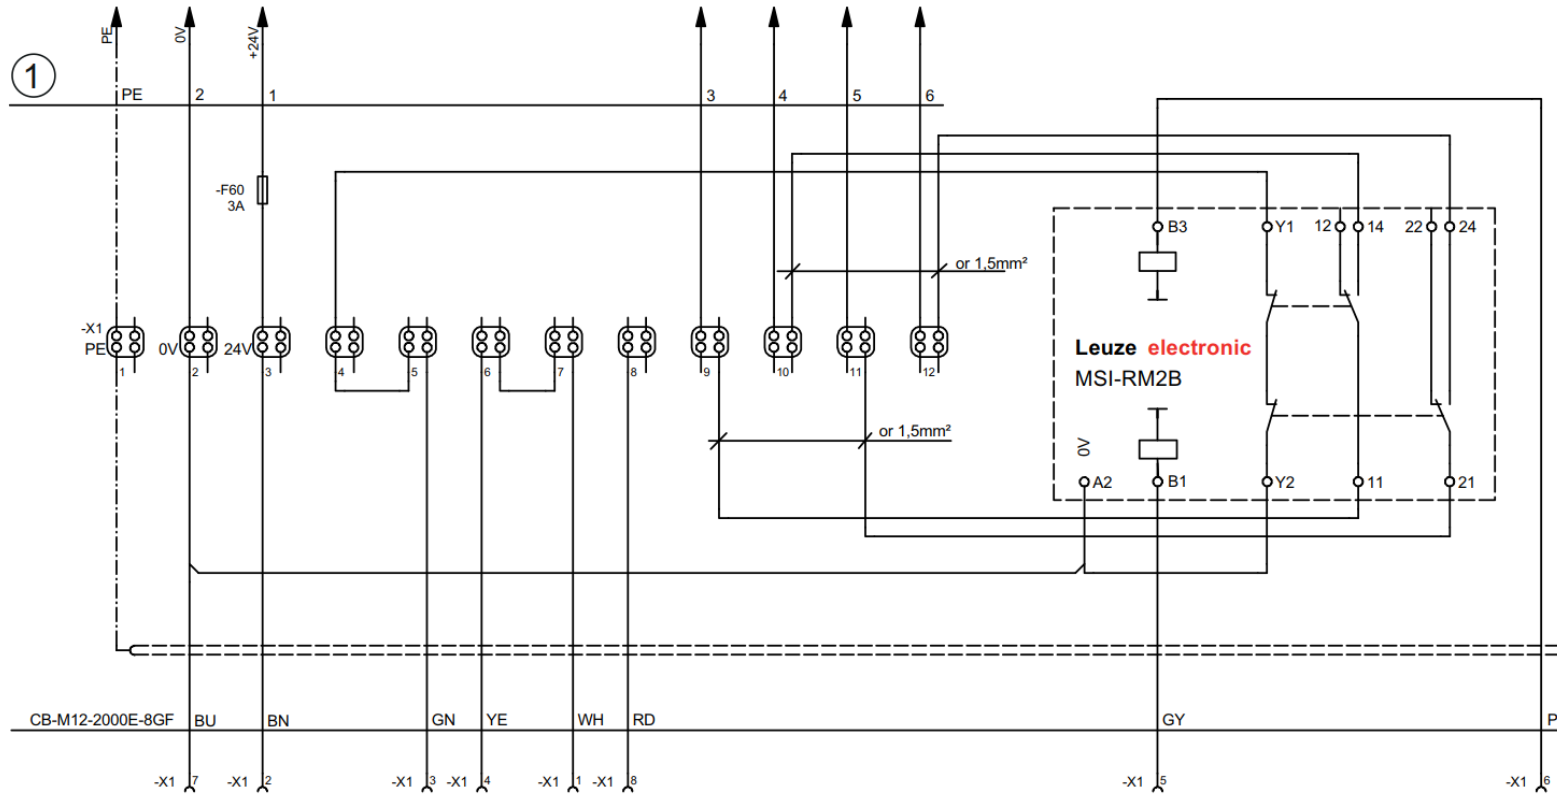 PE 0V +24V
1
PE 2 1 3 4 5 6
-F60
3A
or 1,5mm²
B3 Y1 12 14 22 24
-X1
PE 0V 24V
1 2 3 4 5 6 7 8 9 10 11 12
Leuze electronic
MSI-RM2B
or 1,5mm²
0V
A2 B1 Y2 11 21
CB-M12-2000E-8GF BU BN GN YE WH RD GY P
-X1 7 -X1 2 -X1 3 -X1 4 -X1 1 -X1 8 -X1 5 -X1 6